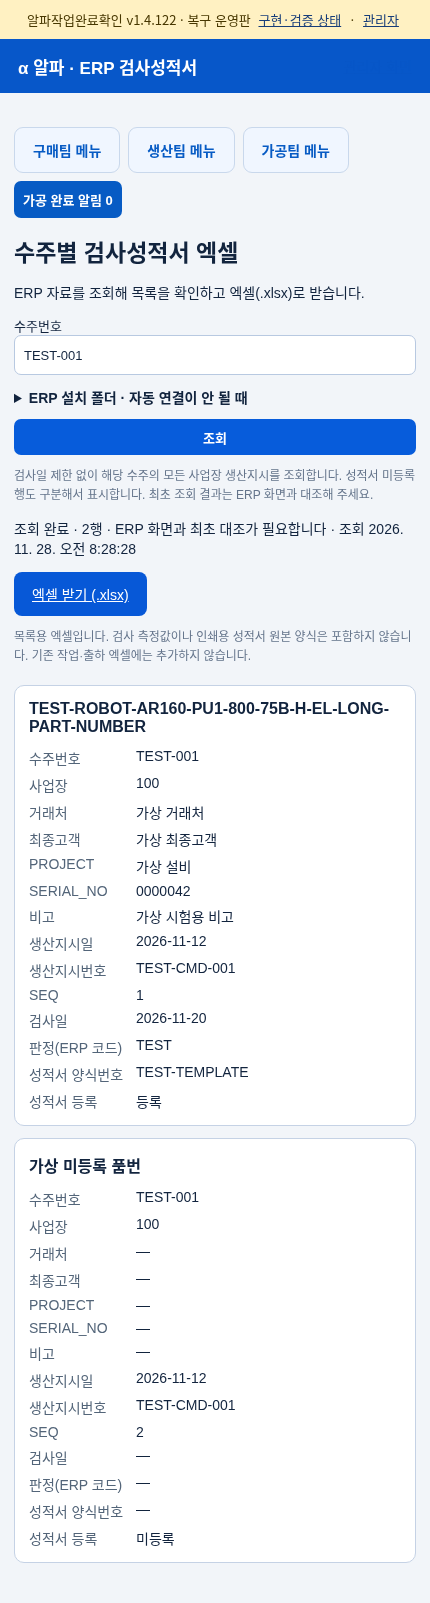 알파작업완료확인 v1.4.122 · 복구 운영판 구현·검증 상태 · 관리자
α 알파 · ERP 검사성적서
구매팀 메뉴
생산팀 메뉴
가공팀 메뉴
가공 완료 알림 0
수주별 검사성적서 엑셀
ERP 자료를 조회해 목록을 확인하고 엑셀(.xlsx)로 받습니다.
수주번호
TEST-001
▶ ERP 설치 폴더 · 자동 연결이 안 될 때
조회
검사일 제한 없이 해당 수주의 모든 사업장 생산지시를 조회합니다. 성적서 미등록
행도 구분해서 표시합니다. 최초 조회 결과는 ERP 화면과 대조해 주세요.
조회 완료 · 2행 · ERP 화면과 최초 대조가 필요합니다 · 조회 2026.
11. 28. 오전 8:28:28
엑셀 받기 (.xlsx)
목록용 엑셀입니다. 검사 측정값이나 인쇄용 성적서 원본 양식은 포함하지 않습니
다. 기존 작업·출하 엑셀에는 추가하지 않습니다.
TEST-ROBOT-AR160-PU1-800-75B-H-EL-LONG-
PART-NUMBER
수주번호 TEST-001
사업장 100
거래처 가상 거래처
최종고객 가상 최종고객
PROJECT 가상 설비
SERIAL_NO 0000042
비고 가상 시험용 비고
생산지시일 2026-11-12
생산지시번호 TEST-CMD-001
SEQ 1
검사일 2026-11-20
판정(ERP 코드) TEST
성적서 양식번호 TEST-TEMPLATE
성적서 등록 등록
가상 미등록 품번
수주번호 TEST-001
사업장 100
거래처 —
최종고객 —
PROJECT —
SERIAL_NO —
비고 —
생산지시일 2026-11-12
생산지시번호 TEST-CMD-001
SEQ 2
검사일 —
판정(ERP 코드) —
성적서 양식번호 —
성적서 등록 미등록